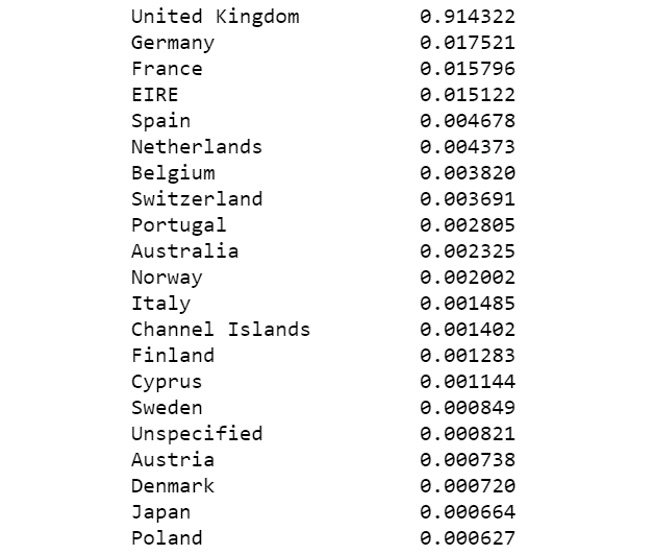 United Kingdom 0.914322
Germany 0.017521
France 0.015796
EIRE 0.015122
Spain 0.004678
Netherlands 0.004373
Belgium 0.003820
Switzerland 0.003691
Portugal 0.002805
Australia 0.002325
Norway 0.002002
Italy 0.001485
Channel Islands 0.001402
Finland 0.001283
Cyprus 0.001144
Sweden 0.000849
Unspecified 0.000821
Austria 0.000738
Denmark 0.000720
Japan 0.000664
Poland 0.000627